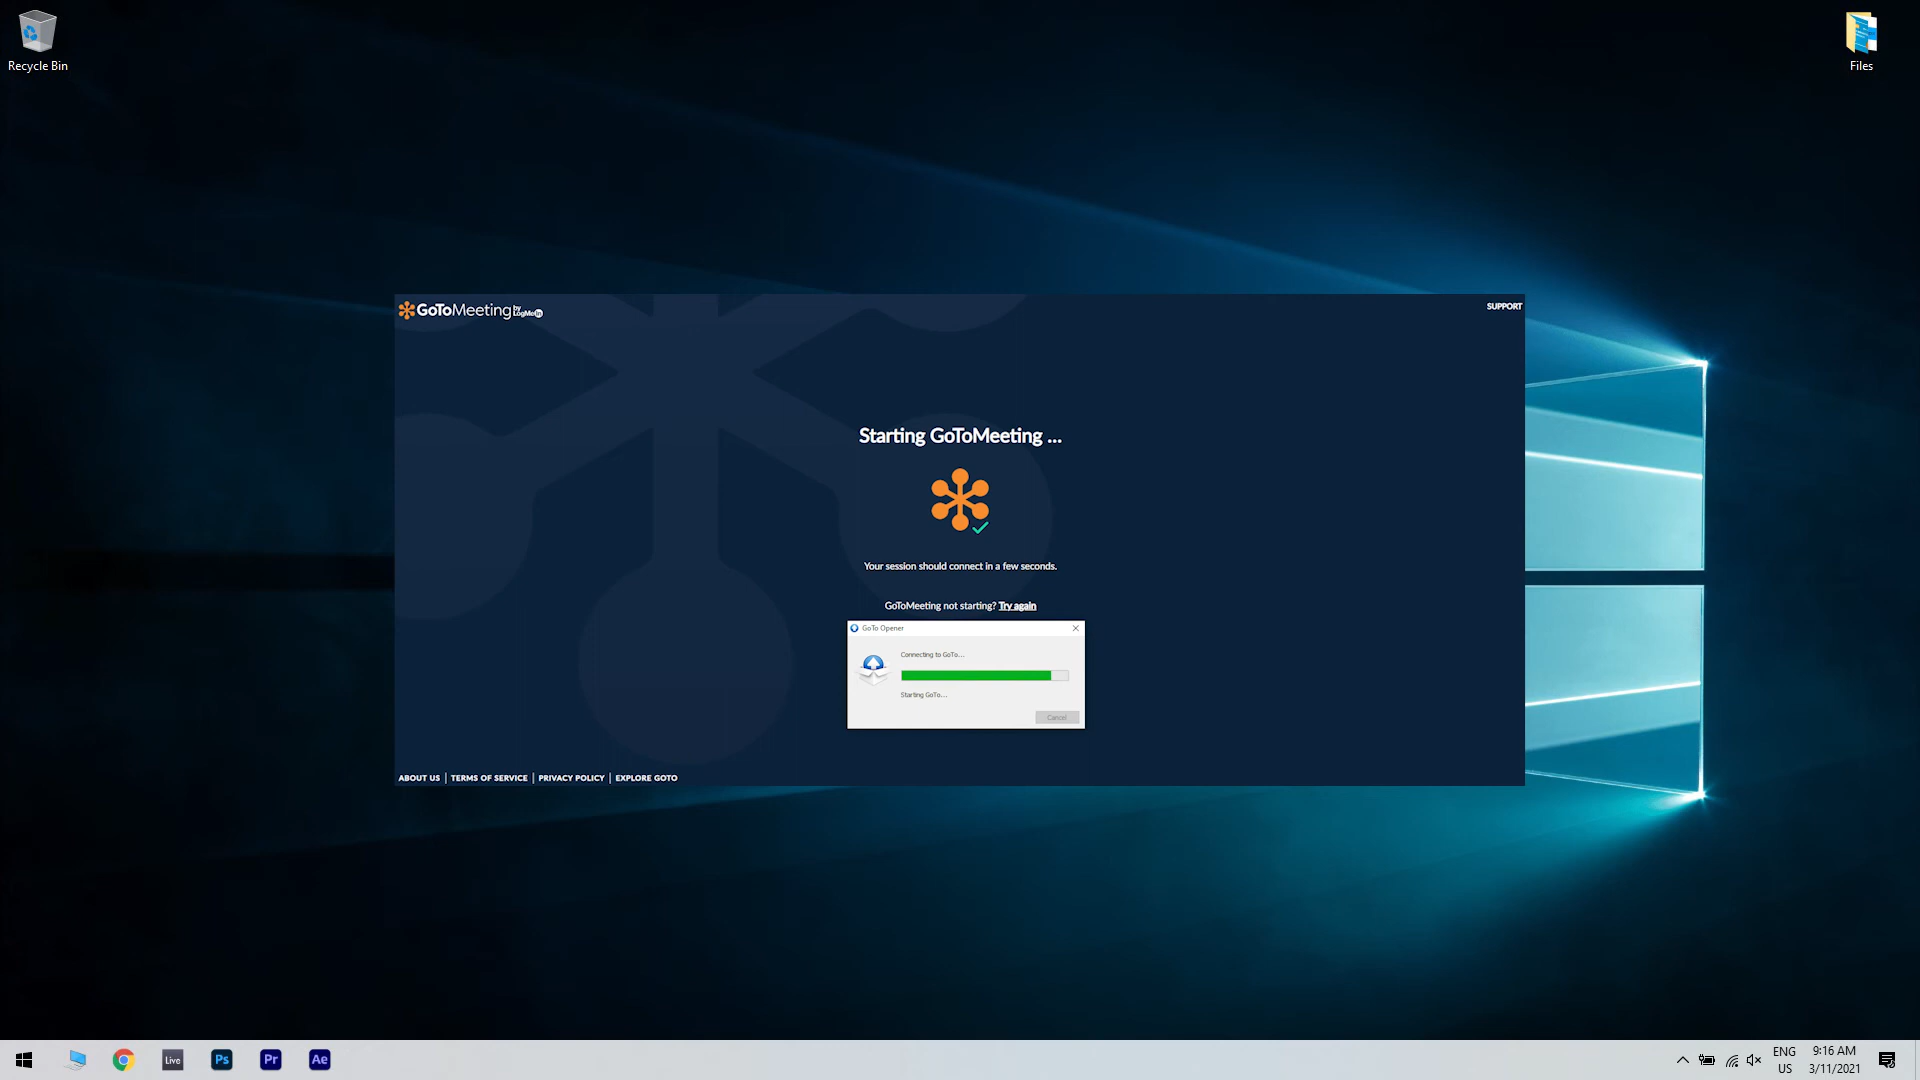 Recycle Bin
Files
GoToMeeting by LogMeIn
SUPPORT
Starting GoToMeeting ...
Your session should connect in a few seconds.
GoToMeeting not starting? Try again
GoTo Opener
Connecting to GoTo...
Starting GoTo...
Cancel
ABOUT US | TERMS OF SERVICE | PRIVACY POLICY | EXPLORE GOTO
Live
Ps
Pr
Ae
ENG
US
9:16 AM
3/11/2021